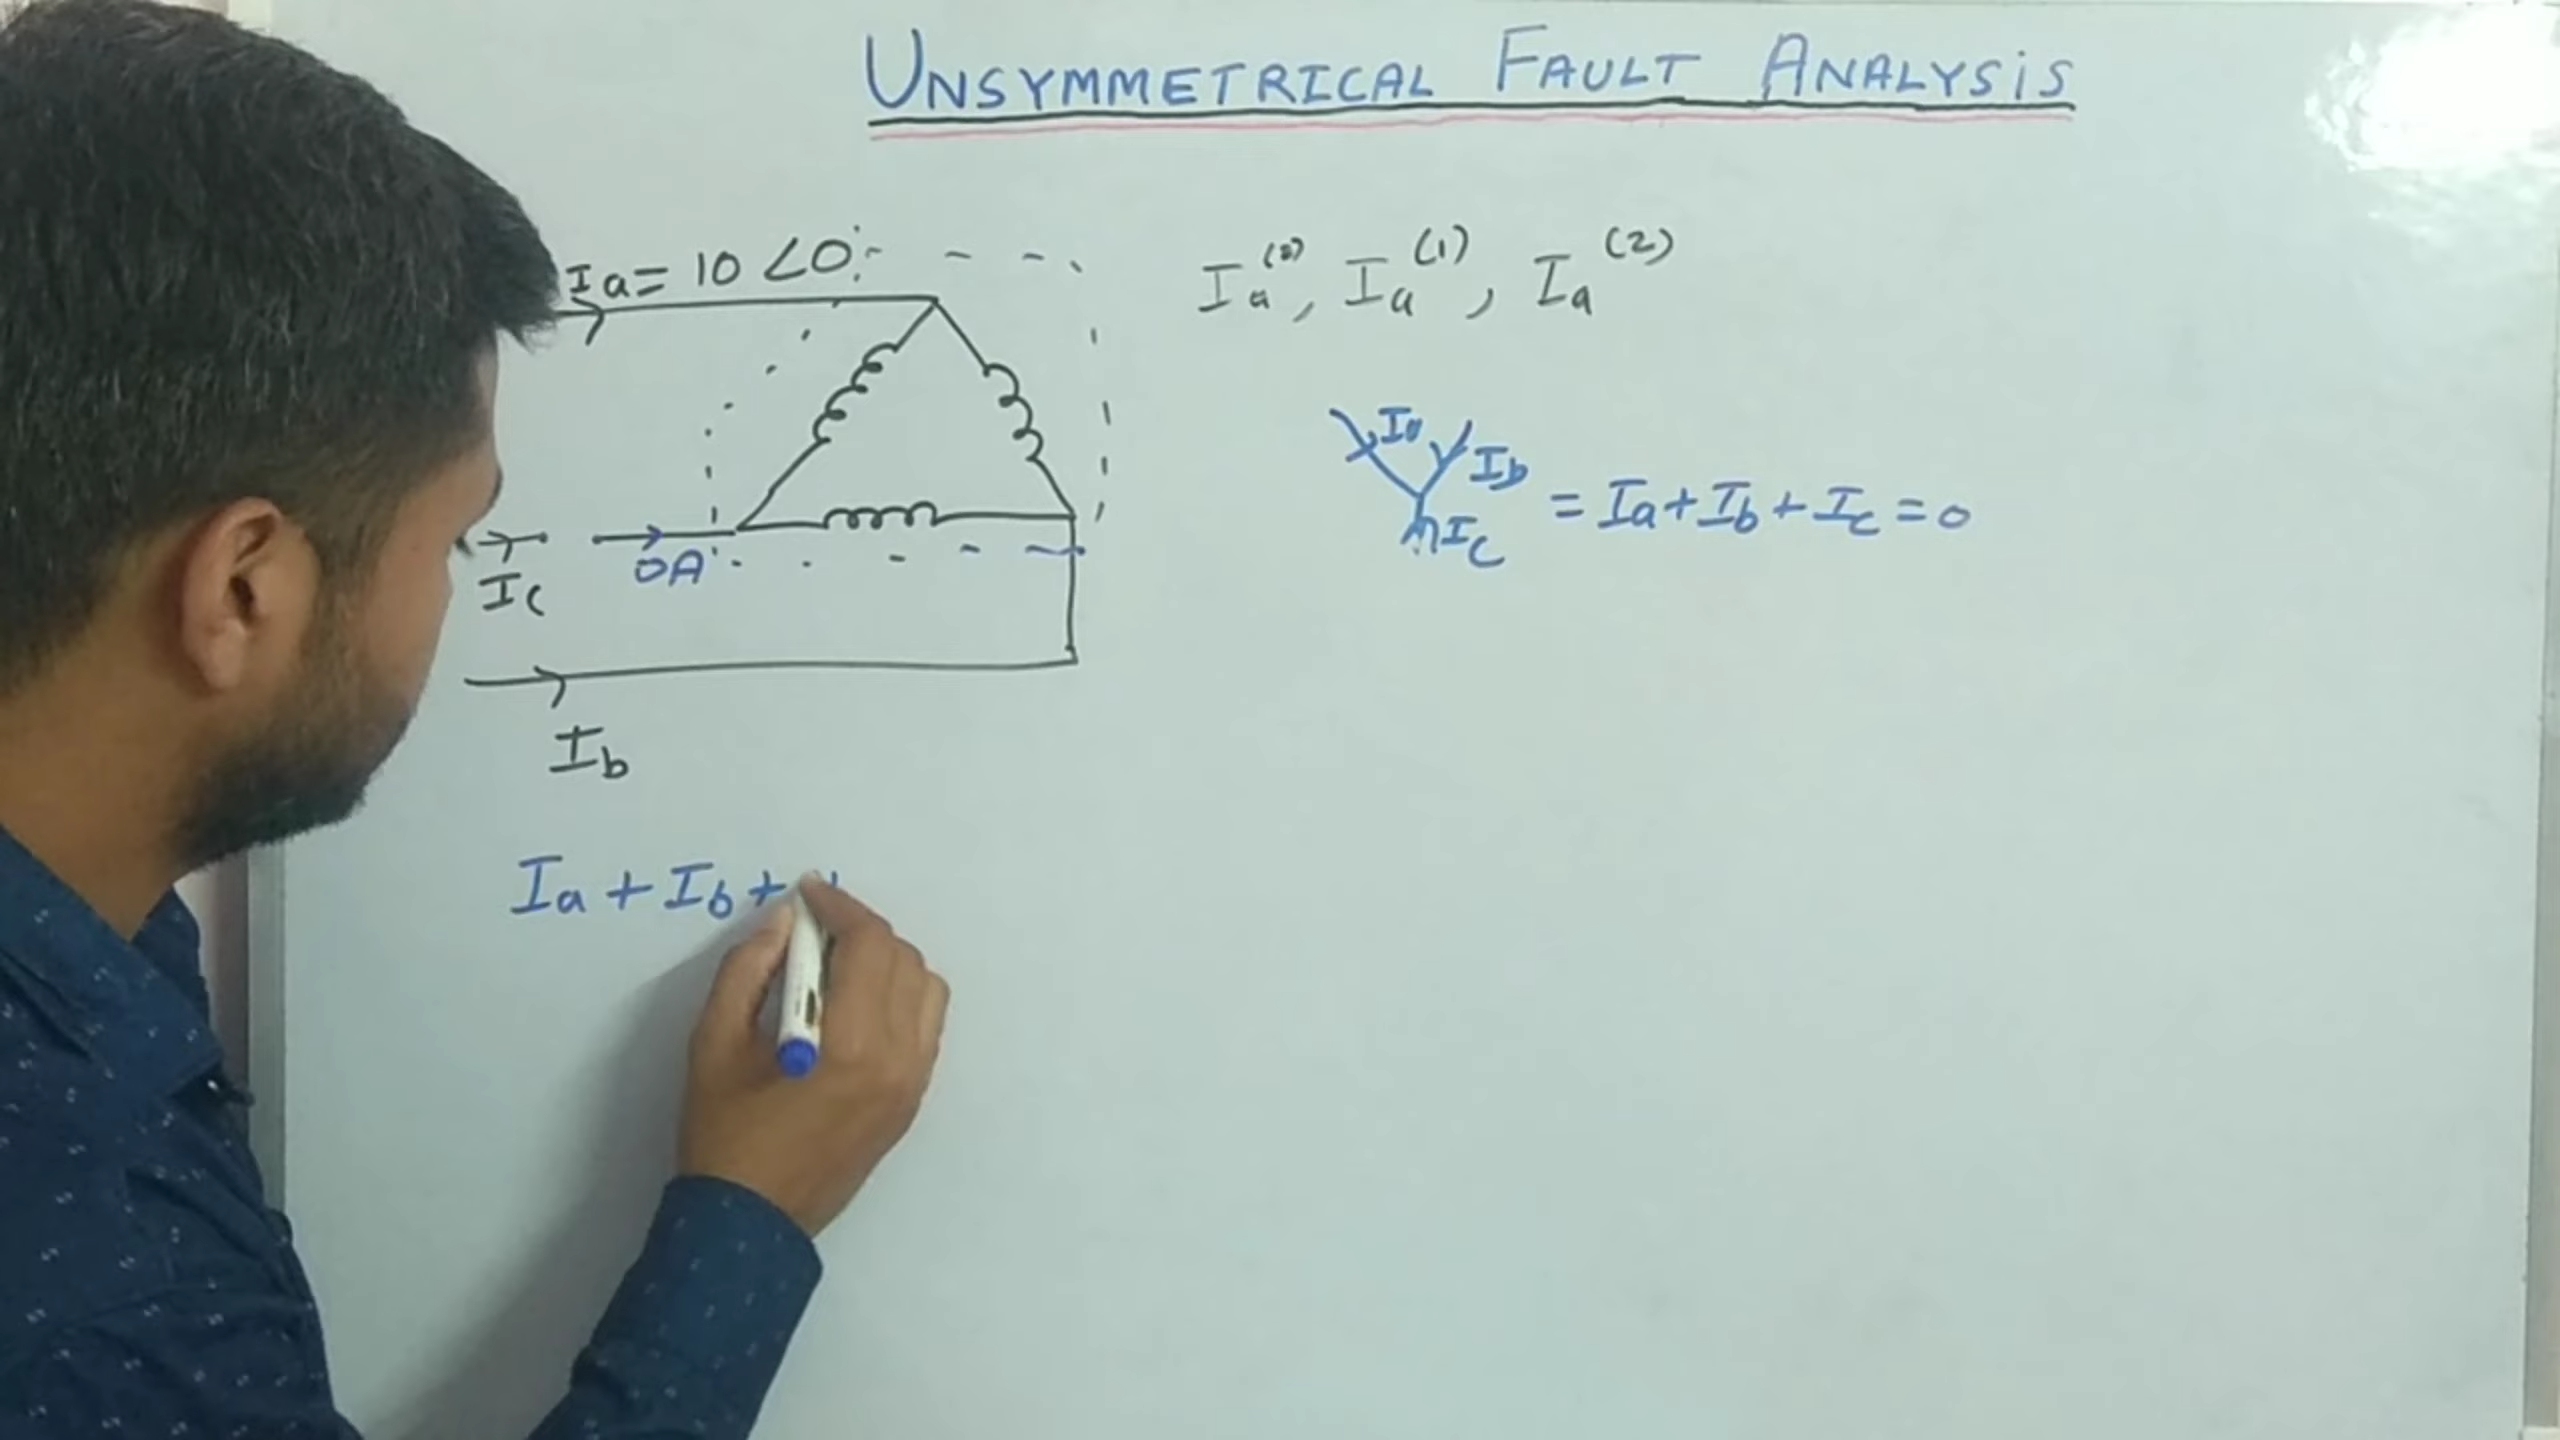 UNSYMMETRICAL FAULT ANALYSiS
Ia = 10 ∠0
Ia⁽⁰⁾, Ia⁽¹⁾, Ia⁽²⁾
Ib
Ic
= Ia + Ib + Ic = 0
0A
Ic
Ib
Ia + Ib +